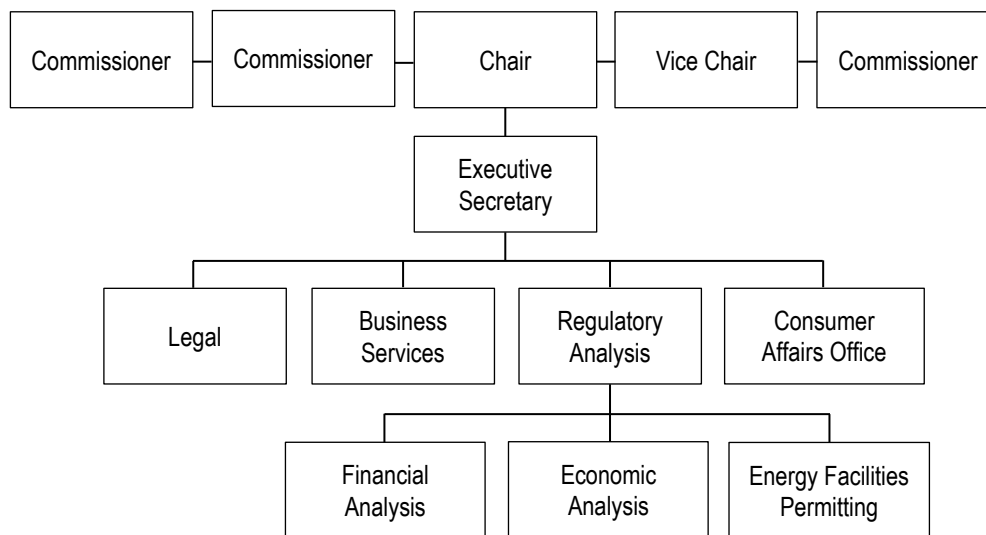 Commissioner
Commissioner
Chair
Vice Chair
Commissioner
Executive
Secretary
Legal
Business
Services
Regulatory
Analysis
Consumer
Affairs Office
Financial
Analysis
Economic
Analysis
Energy Facilities
Permitting